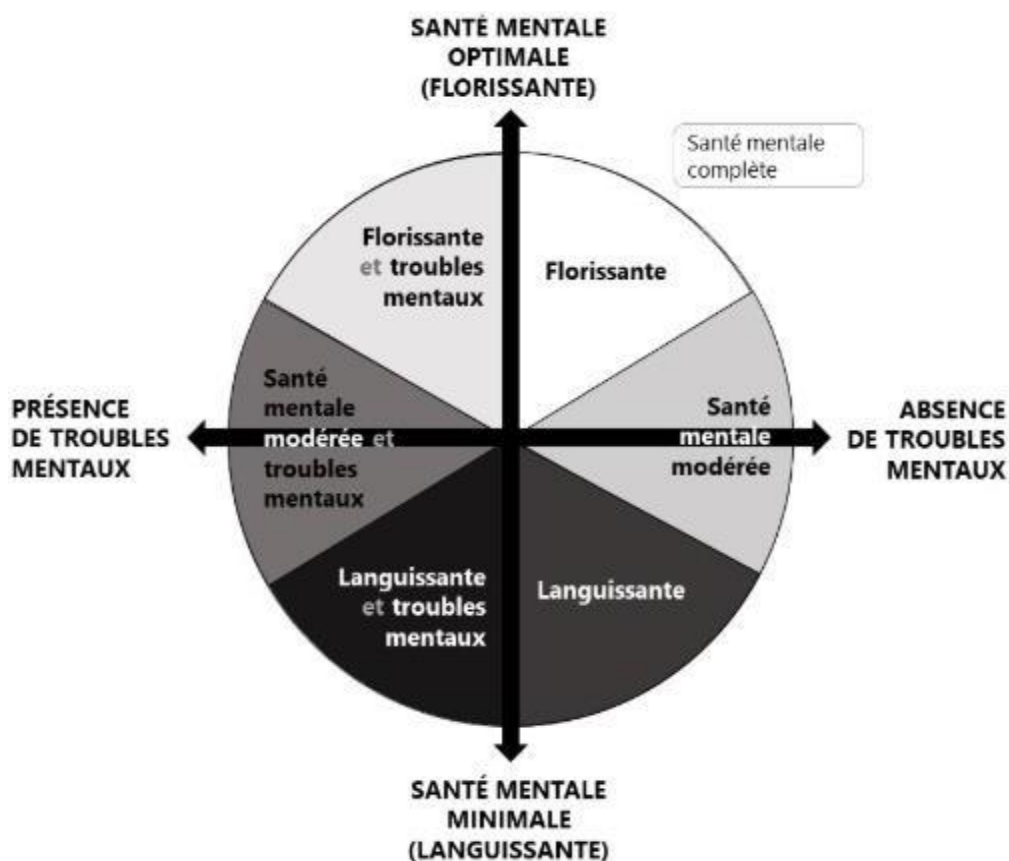 SANTÉ MENTALE
OPTIMALE
(FLORISSANTE)
Santé mentale
complète
Florissante
et troubles
mentaux
Florissante
PRÉSENCE
DE TROUBLES
MENTAUX
Santé
mentale
modérée et
troubles
mentaux
Santé
mentale
modérée
ABSENCE
DE TROUBLES
MENTAUX
Languissante
et troubles
mentaux
Languissante
SANTÉ MENTALE
MINIMALE
(LANGUISSANTE)